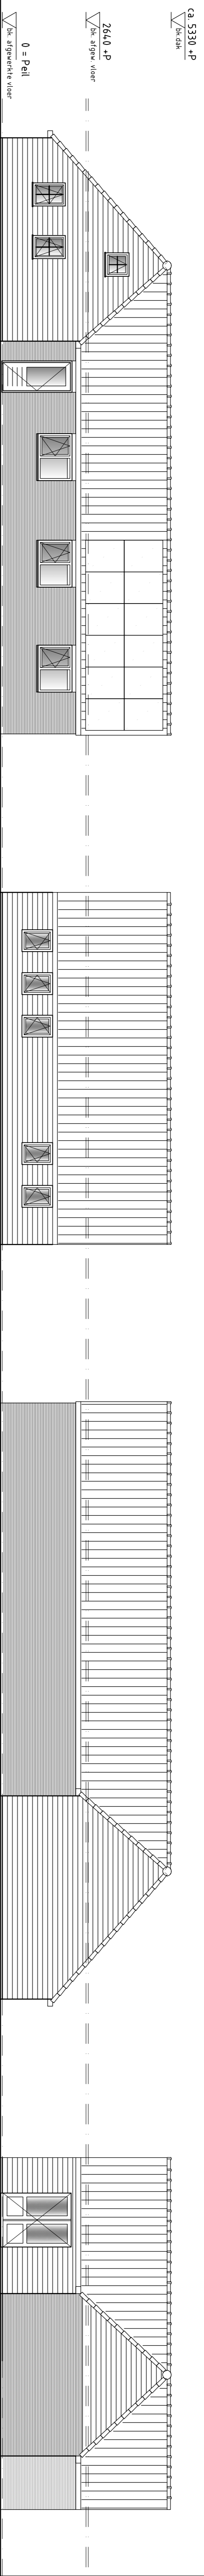 ca. 5330 +P
bk dak
2640 +P
bk afgew. vloer
0 = Peil
bk afgewerkte vloer